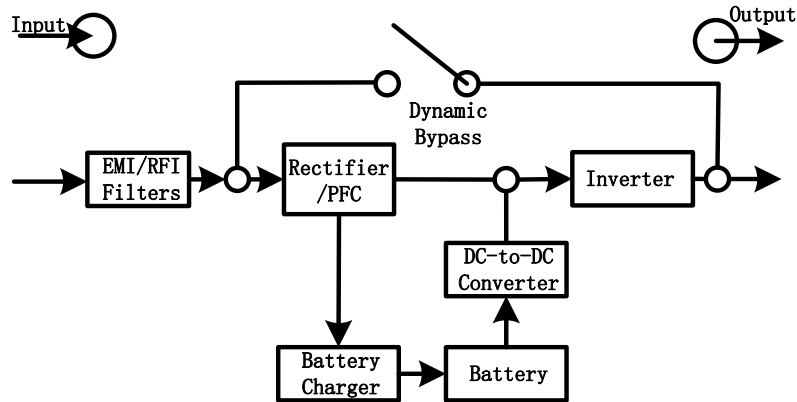 Input
Output
Dynamic
Bypass
EMI/RFI
Filters
Rectifier
/PFC
Inverter
DC-to-DC
Converter
Battery
Charger
Battery